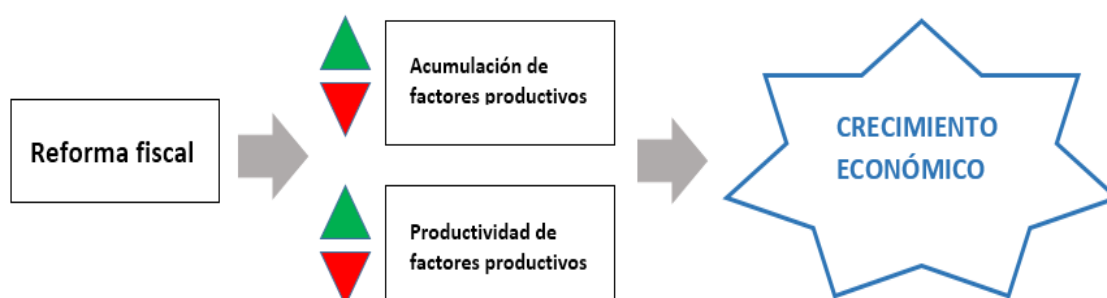 Reforma fiscal
Acumulación de
factores productivos
Productividad de
factores productivos
CRECIMIENTO
ECONÓMICO